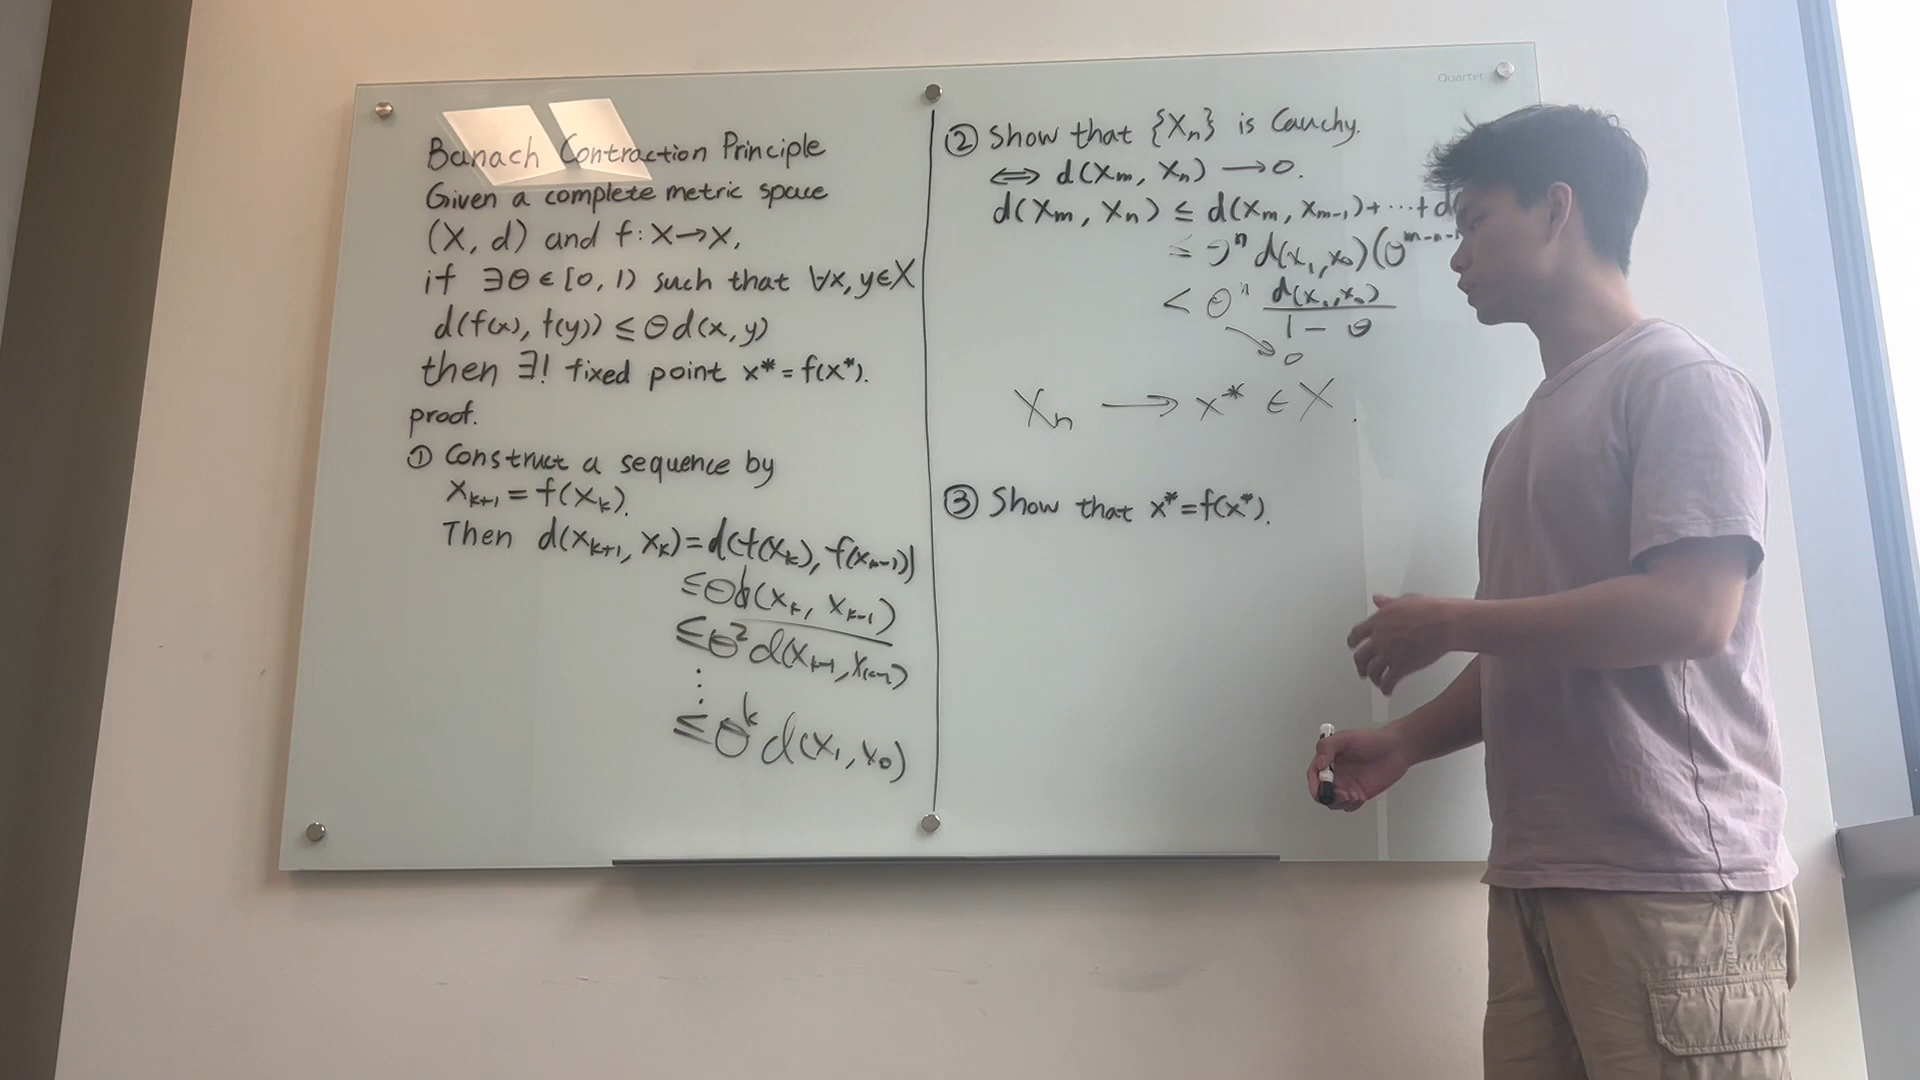 Quartet
Banach Contraction Principle
Given a complete metric space
(X, d) and f: X→X,
if ∃θ∈[0, 1) such that ∀x, y∈X
d(f(x), f(y)) ≤ θd(x, y)
then ∃! fixed point x* = f(x*).
proof.
① Construct a sequence by
x_{k+1} = f(x_k).
Then d(x_{k+1}, x_k) = d(f(x_k), f(x_{k-1}))
≤ θd(x_k, x_{k-1})
≤ θ² d(x_{k-1}, x_{k-2})
⋮
≤ θ^k d(x_1, x_0)
② Show that {x_n} is Cauchy.
⟺ d(x_m, x_n) → 0.
d(x_m, x_n) ≤ d(x_m, x_{m-1}) + ⋯ + d(
≤ θ^n d(x_1, x_0)(θ^{m-n-1}
< θ^n d(x_1, x_0) / (1 - θ)
↘ 0
x_n → x* ∈ X.
③ Show that x* = f(x*).